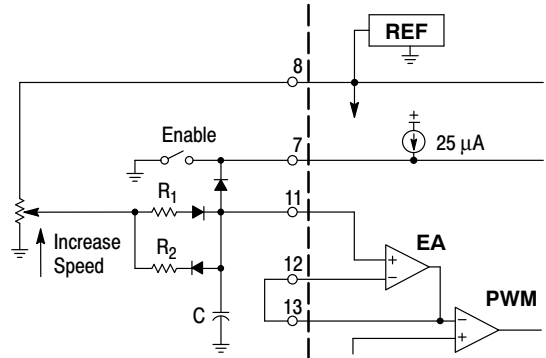 REF
8
Enable
7
25 μA
R1
11
Increase
Speed
R2
12
EA
13
C
PWM
+
−
−
+